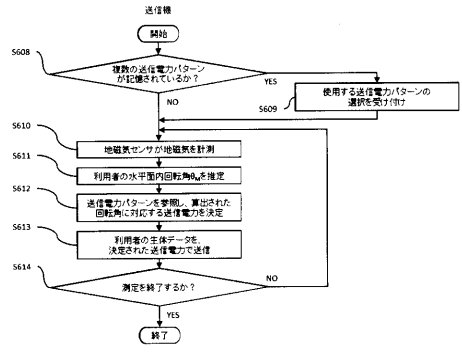 送信機
開始
S608
複数の送信電力パターン
が記憶されているか？
YES
NO
S609
使用する送信電力パターンの
選択を受け付け
S610
地磁気センサが地磁気を計測
S611
利用者の水平面内回転角θMを推定
S612
送信電力パターンを参照し、算出された
回転角に対応する送信電力を決定
S613
利用者の生体データを、
決定された送信電力で送信
S614
測定を終了するか？
NO
YES
終了